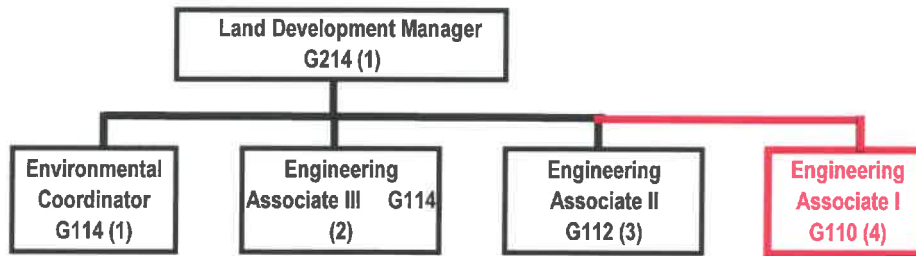 Land Development Manager
G214 (1)
Environmental
Coordinator
G114 (1)
Engineering
Associate III G114
(2)
Engineering
Associate II
G112 (3)
Engineering
Associate I
G110 (4)